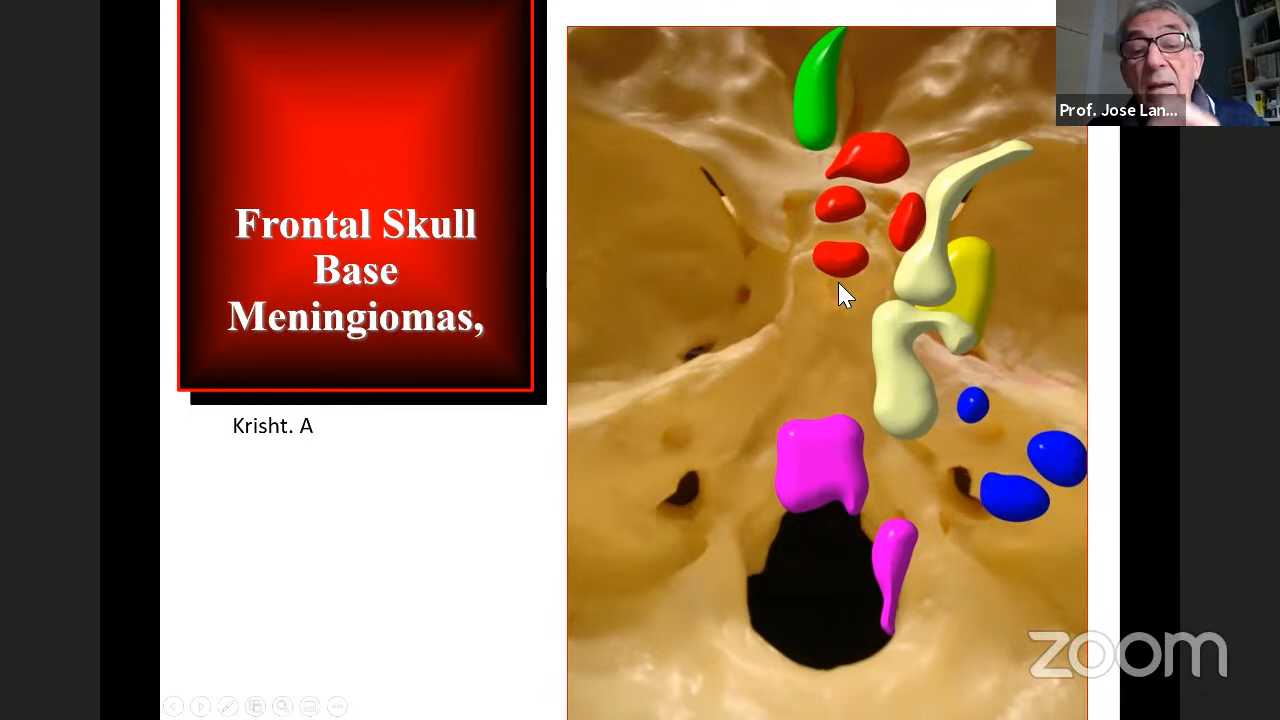 Frontal Skull
Base
Meningiomas,
Krisht. A
Prof. Jose Lan...
zoom